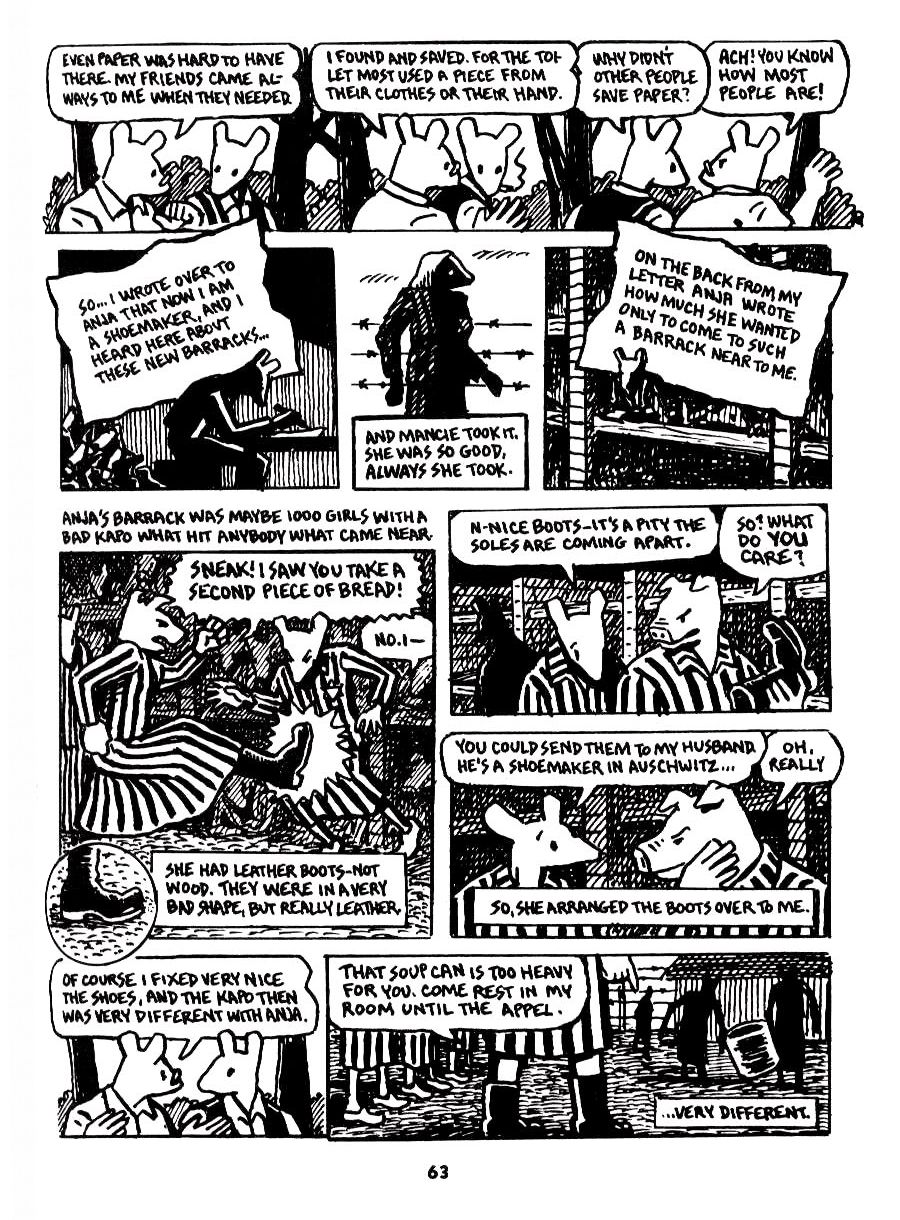 EVEN PAPER WAS HARD TO HAVE
THERE. MY FRIENDS CAME AL-
WAYS TO ME WHEN THEY NEEDED.
I FOUND AND SAVED. FOR THE TOI-
LET MOST USED A PIECE FROM
THEIR CLOTHES OR THEIR HAND.
WHY DIDN'T
OTHER PEOPLE
SAVE PAPER?
ACH! YOU KNOW
HOW MOST
PEOPLE ARE!
SO... I WROTE OVER TO
ANJA THAT NOW I AM
A SHOEMAKER, AND I
HEARD HERE ABOUT
THESE NEW BARRACKS...
AND MANCIE TOOK IT.
SHE WAS SO GOOD,
ALWAYS SHE TOOK.
ON THE BACK FROM MY
LETTER ANJA WROTE
HOW MUCH SHE WANTED
ONLY TO COME TO SUCH
A BARRACK NEAR TO ME.
ANJA'S BARRACK WAS MAYBE 1000 GIRLS WITH A
BAD KAPO WHAT HIT ANYBODY WHAT CAME NEAR.
SNEAK! I SAW YOU TAKE A
SECOND PIECE OF BREAD!
NO. I—
SHE HAD LEATHER BOOTS-NOT
WOOD. THEY WERE IN A VERY
BAD SHAPE, BUT REALLY LEATHER.
N-NICE BOOTS-IT'S A PITY THE
SOLES ARE COMING APART.
SO? WHAT
DO YOU
CARE?
YOU COULD SEND THEM TO MY HUSBAND.
HE'S A SHOEMAKER IN AUSCHWITZ...
OH,
REALLY
SO, SHE ARRANGED THE BOOTS OVER TO ME.
OF COURSE I FIXED VERY NICE
THE SHOES, AND THE KAPO THEN
WAS VERY DIFFERENT WITH ANJA.
THAT SOUP CAN IS TOO HEAVY
FOR YOU. COME REST IN MY
ROOM UNTIL THE APPEL.
...VERY DIFFERENT.
63